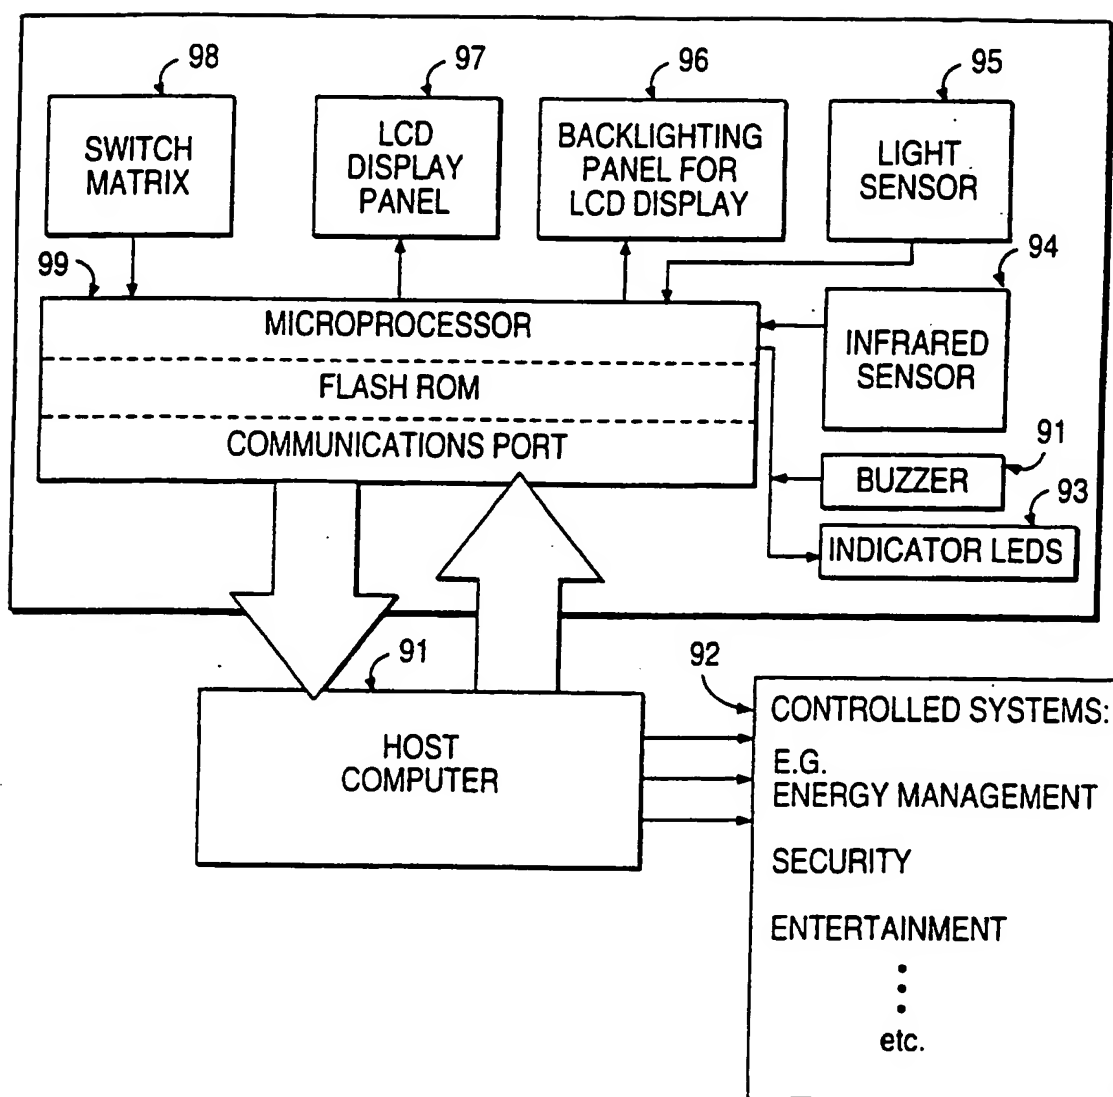 98
97
96
95
SWITCH
MATRIX
LCD
DISPLAY
PANEL
BACKLIGHTING
PANEL FOR
LCD DISPLAY
LIGHT
SENSOR
99
94
MICROPROCESSOR
FLASH ROM
COMMUNICATIONS PORT
INFRARED
SENSOR
91
BUZZER
93
INDICATOR LEDS
91
HOST
COMPUTER
92
CONTROLLED SYSTEMS:
E.G.
ENERGY MANAGEMENT
SECURITY
ENTERTAINMENT
etc.